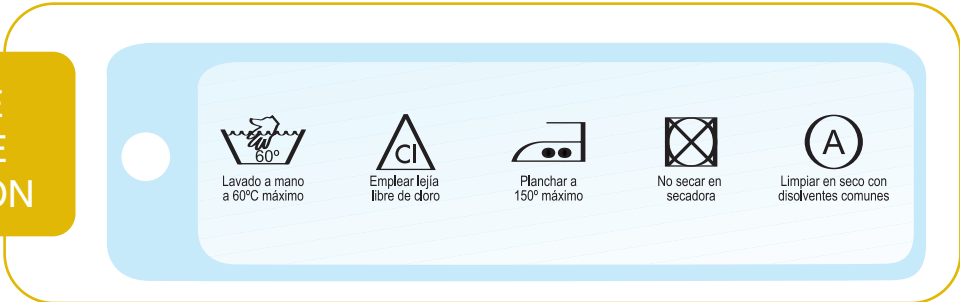 E
E
ÓN
60º
Cl
A
Lavado a mano
a 60ºC máximo
Emplear lejía
libre de cloro
Planchar a
150º máximo
No secar en
secadora
Limpiar en seco con
disolventes comunes